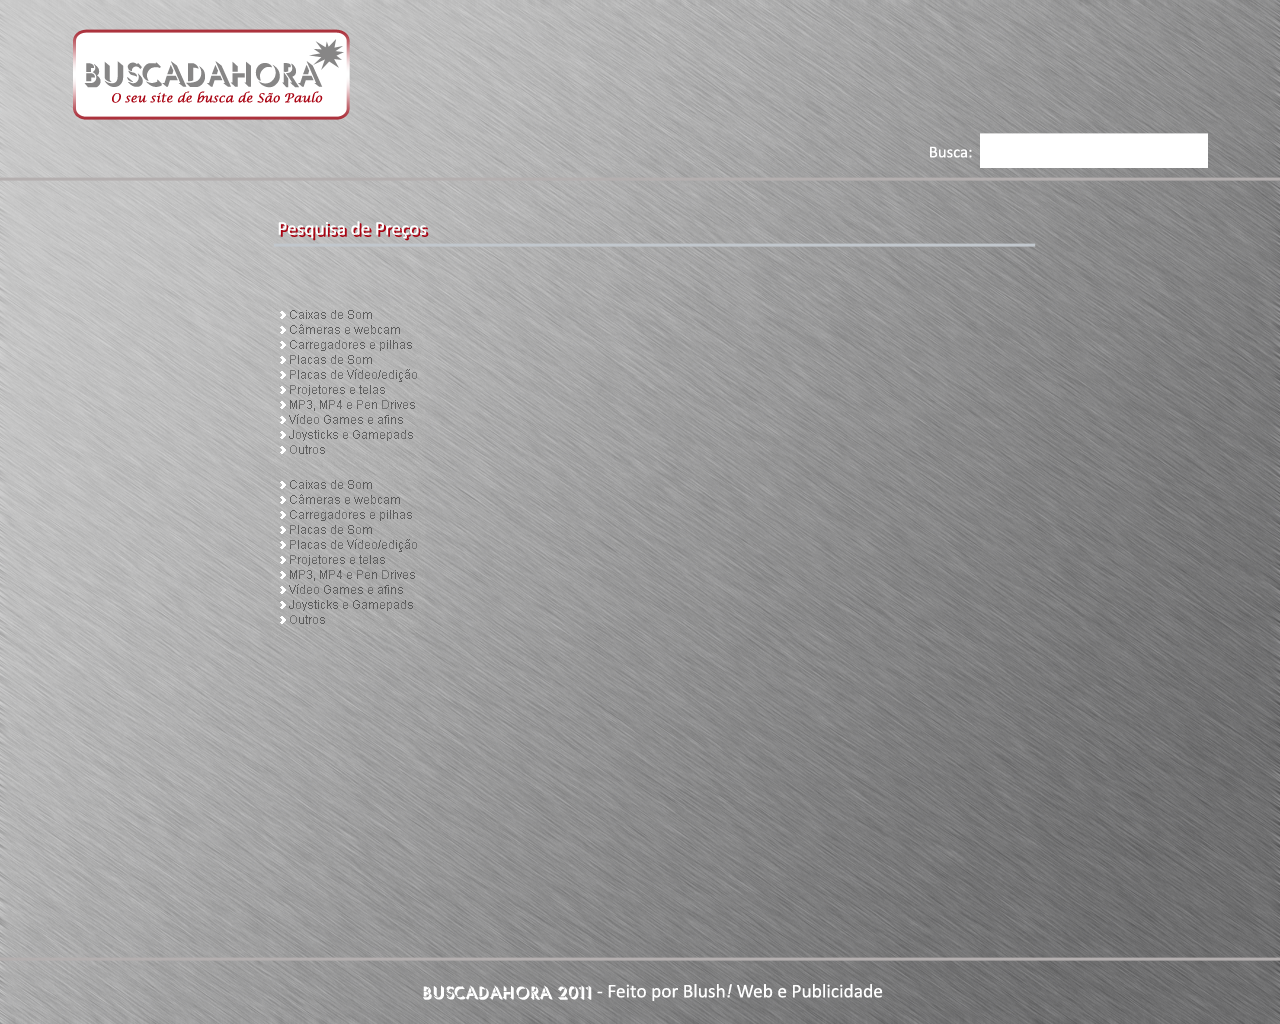 BUSCADAHORA
O seu site de busca de São Paulo
Busca:
Pesquisa de Preços
Caixas de Som
Câmeras e webcam
Carregadores e pilhas
Placas de Som
Placas de Vídeo/edição
Projetores e telas
MP3, MP4 e Pen Drives
Vídeo Games e afins
Joysticks e Gamepads
Outros
Caixas de Som
Câmeras e webcam
Carregadores e pilhas
Placas de Som
Placas de Vídeo/edição
Projetores e telas
MP3, MP4 e Pen Drives
Vídeo Games e afins
Joysticks e Gamepads
Outros
BUSCADAHORA 2011 - Feito por Blush! Web e Publicidade